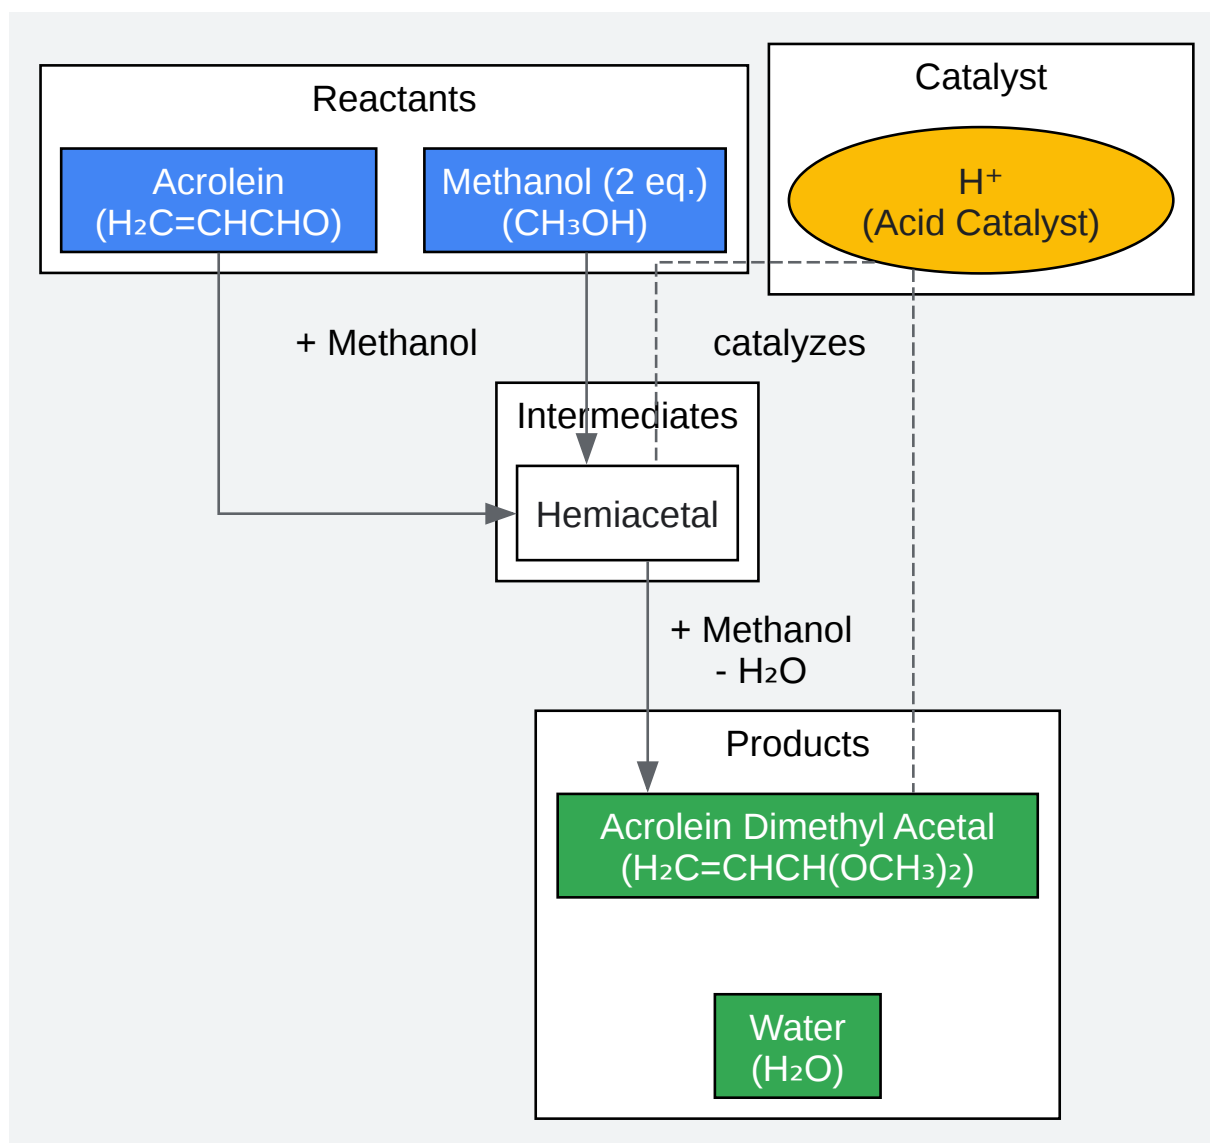 Reactants
Acrolein
(H₂C=CHCHO)
Methanol (2 eq.)
(CH₃OH)
Catalyst
H⁺
(Acid Catalyst)
+ Methanol
catalyzes
Intermediates
Hemiacetal
+ Methanol
- H₂O
Products
Acrolein Dimethyl Acetal
(H₂C=CHCH(OCH₃)₂)
Water
(H₂O)